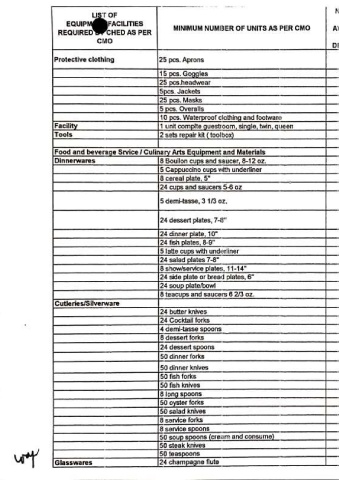 LIST OF
EQUIPM FACILITIES
REQUIRED CHED AS PER
CMO
MINIMUM NUMBER OF UNITS AS PER CMO
Protective clothing
25 pcs. Aprons
15 pcs. Goggles
25 pcs.headwear
5pcs. Jackets
25 pcs. Masks
5 pcs. Overalls
10 pcs. Waterproof clothing and footware
Facility
1 unit complte guestroom, single, twin, queen
Tools
2 sets repair kit ( toolbox)
Food and beverage Srvice / Culinary Arts Equipment and Materials
Dinnerwares
8 Boullon cups and saucer, 8-12 oz.
5 Cappuccino cups with underliner
8 cereal plate, 5"
24 cups and saucers 5-6 oz
5 demi-tasse, 3 1/3 oz,
24 dessert plates, 7-8"
24 dinner plate, 10"
24 fish plates, 8-9"
5 latte cups with underliner
24 salad plates 7-8"
8 show/service plates, 11-14"
24 side plate or bread plates, 6"
24 soup plate/bowl
8 teacups and saucers 6 2/3 oz.
Cutleries/Silverware
24 butter knives
24 Cocktail forks
4 demi-tasse spoons
8 dessert forks
24 dessert spoons
50 dinner forks
50 dinner knives
50 fish forks
50 fish knives
8 long spoons
50 oyster forks
50 salad knives
8 service forks
8 service spoons
50 soup spoons (cream and consume)
50 steak knives
50 teaspoons
Glasswares
24 champagne flute